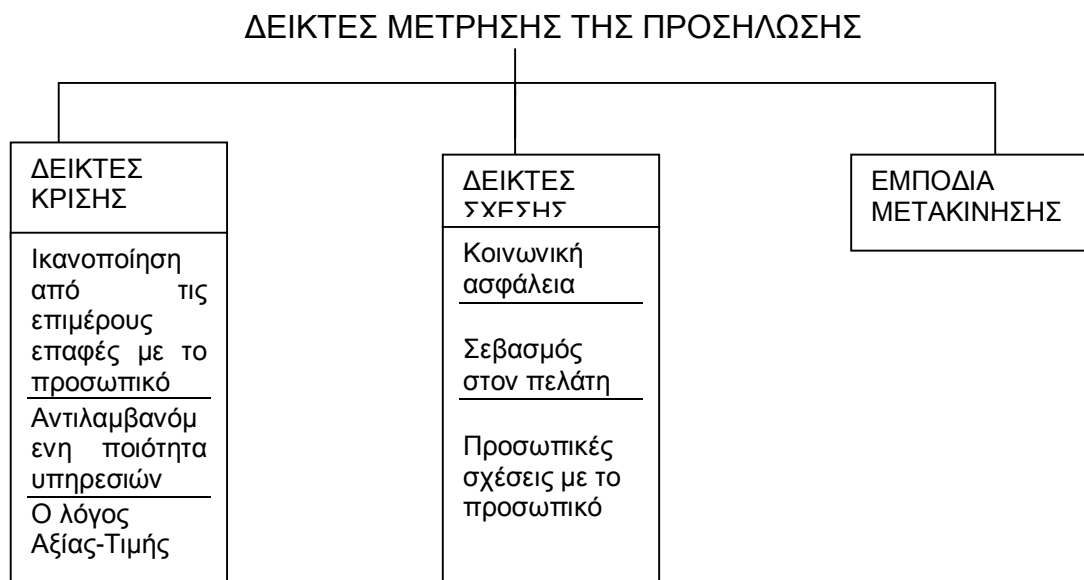 ΔΕΙΚΤΕΣ ΜΕΤΡΗΣΗΣ ΤΗΣ ΠΡΟΣΗΛΩΣΗΣ
ΔΕΙΚΤΕΣ
ΚΡΙΣΗΣ
Ικανοποίηση
από τις
επιμέρους
επαφές με το
προσωπικό
Αντιλαμβανόμ
ενη ποιότητα
υπηρεσιών
Ο λόγος
Αξίας-Τιμής
ΔΕΙΚΤΕΣ
ΣΧΕΣΗΣ
Κοινωνική
ασφάλεια
Σεβασμός
στον πελάτη
Προσωπικές
σχέσεις με το
προσωπικό
ΕΜΠΟΔΙΑ
ΜΕΤΑΚΙΝΗΣΗΣ